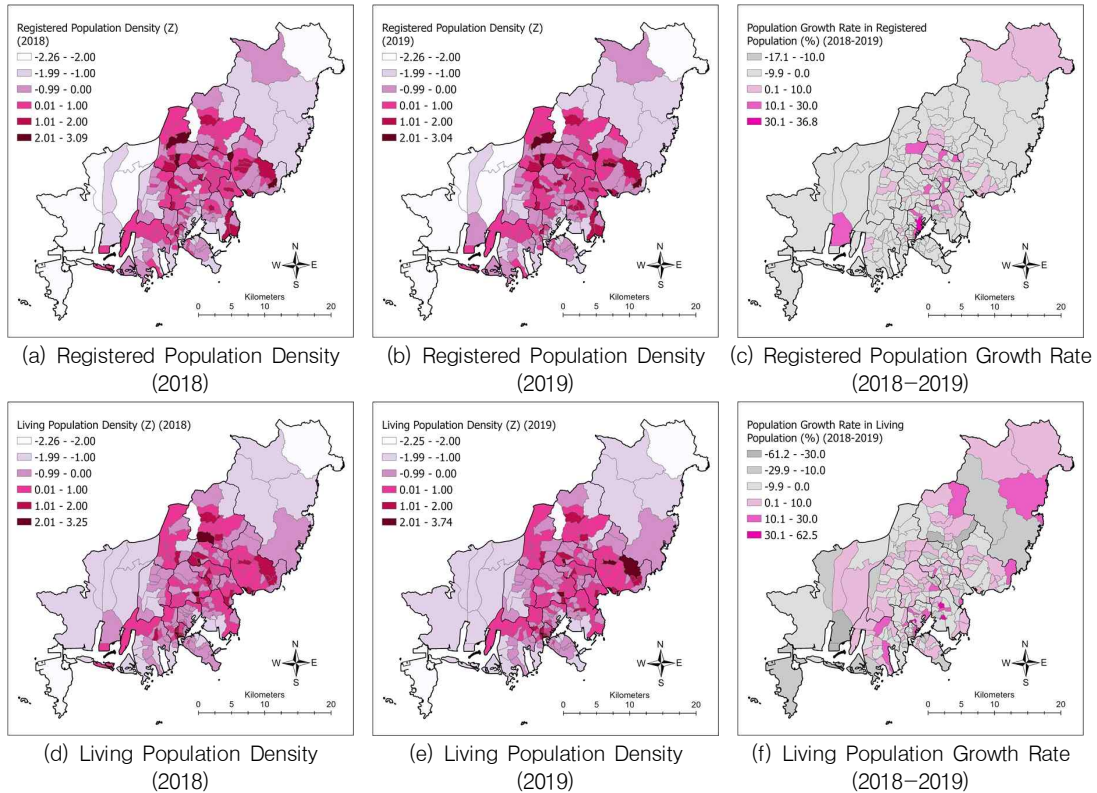 Registered Population Density (Z)
(2018)
-2.26 - -2.00
-1.99 - -1.00
-0.99 - 0.00
0.01 - 1.00
1.01 - 2.00
2.01 - 3.09
N
W E
S
Kilometers
0 5 10 20
(a) Registered Population Density
(2018)
Registered Population Density (Z)
(2019)
-2.26 - -2.00
-1.99 - -1.00
-0.99 - 0.00
0.01 - 1.00
1.01 - 2.00
2.01 - 3.04
N
W E
S
Kilometers
0 5 10 20
(b) Registered Population Density
(2019)
Population Growth Rate in Registered
Population (%) (2018-2019)
-17.1 - -10.0
-9.9 - 0.0
0.1 - 10.0
10.1 - 30.0
30.1 - 36.8
N
W E
S
Kilometers
0 5 10 20
(c) Registered Population Growth Rate
(2018-2019)
Living Population Density (Z) (2018)
-2.26 - -2.00
-1.99 - -1.00
-0.99 - 0.00
0.01 - 1.00
1.01 - 2.00
2.01 - 3.25
N
W E
S
Kilometers
0 5 10 20
(d) Living Population Density
(2018)
Living Population Density (Z) (2019)
-2.25 - -2.00
-1.99 - -1.00
-0.99 - 0.00
0.01 - 1.00
1.01 - 2.00
2.01 - 3.74
N
W E
S
Kilometers
0 5 10 20
(e) Living Population Density
(2019)
Population Growth Rate in Living
Population (%) (2018-2019)
-61.2 - -30.0
-29.9 - -10.0
-9.9 - 0.0
0.1 - 10.0
10.1 - 30.0
30.1 - 62.5
N
W E
S
Kilometers
0 5 10 20
(f) Living Population Growth Rate
(2018-2019)